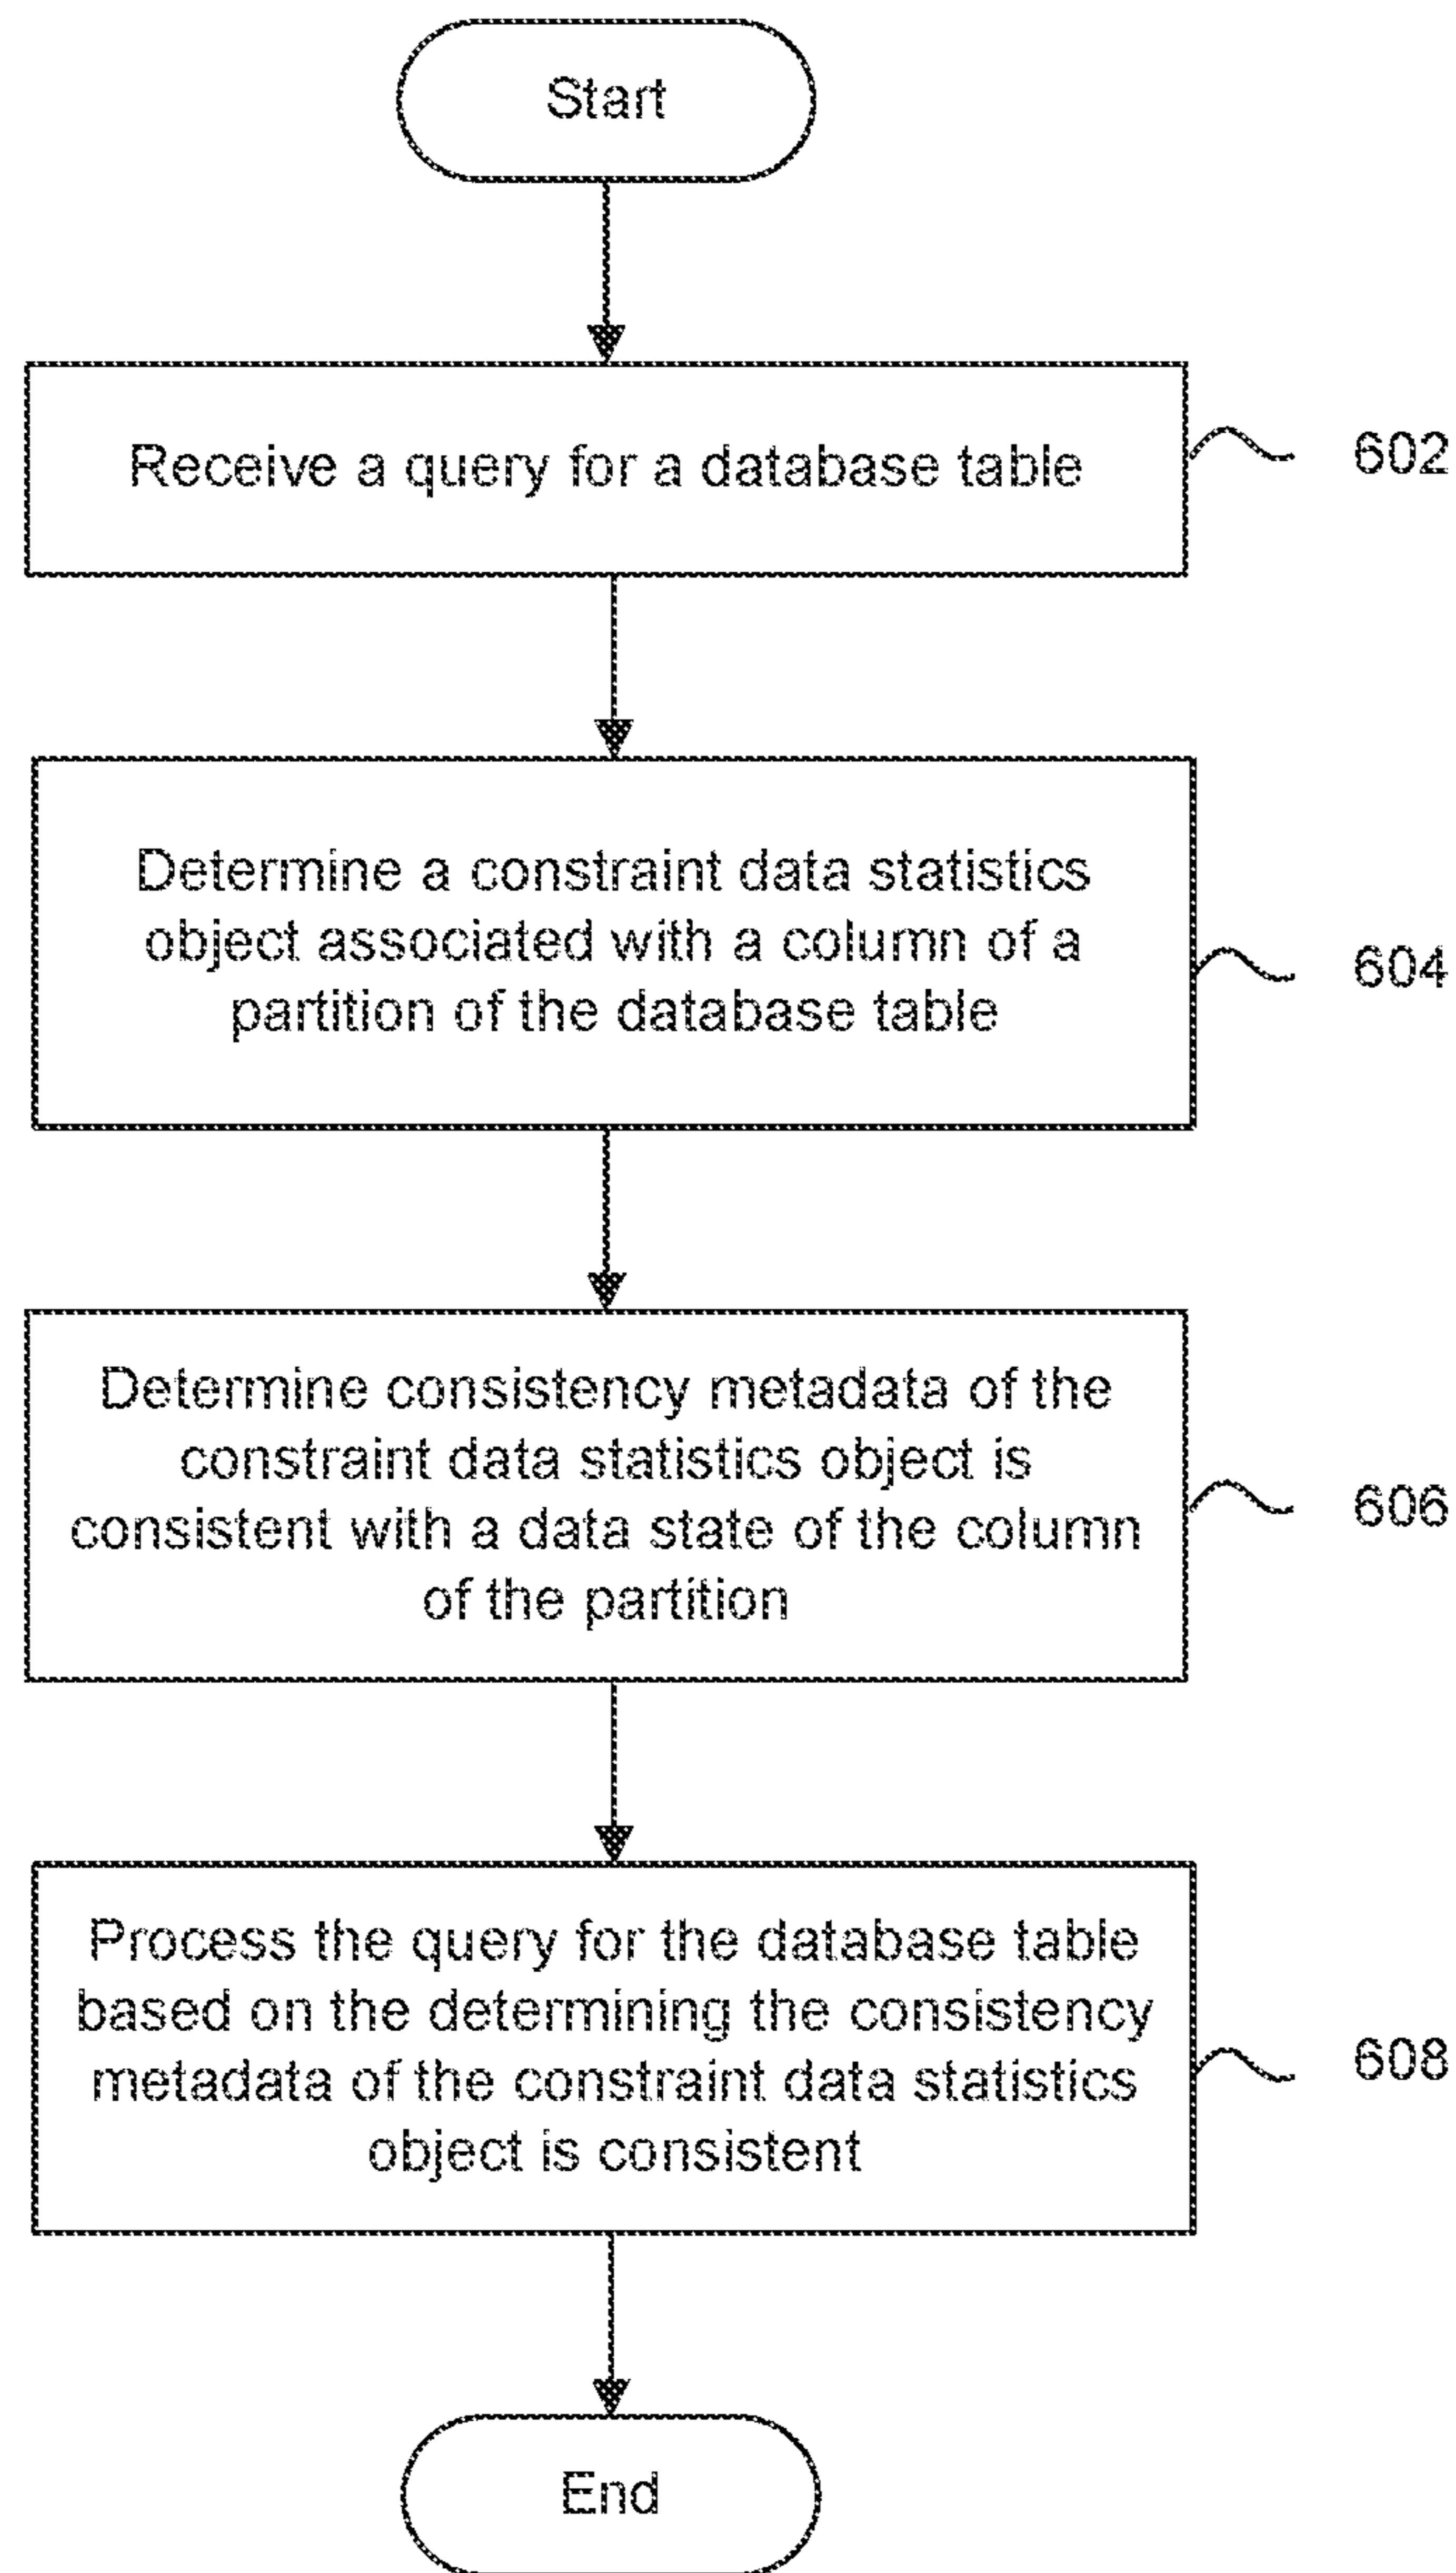 Start
Receive a query for a database table
602
Determine a constraint data statistics
object associated with a column of a
partition of the database table
604
Determine consistency metadata of the
constraint data statistics object is
consistent with a data state of the column
of the partition
606
Process the query for the database table
based on the determining the consistency
metadata of the constraint data statistics
object is consistent
608
End